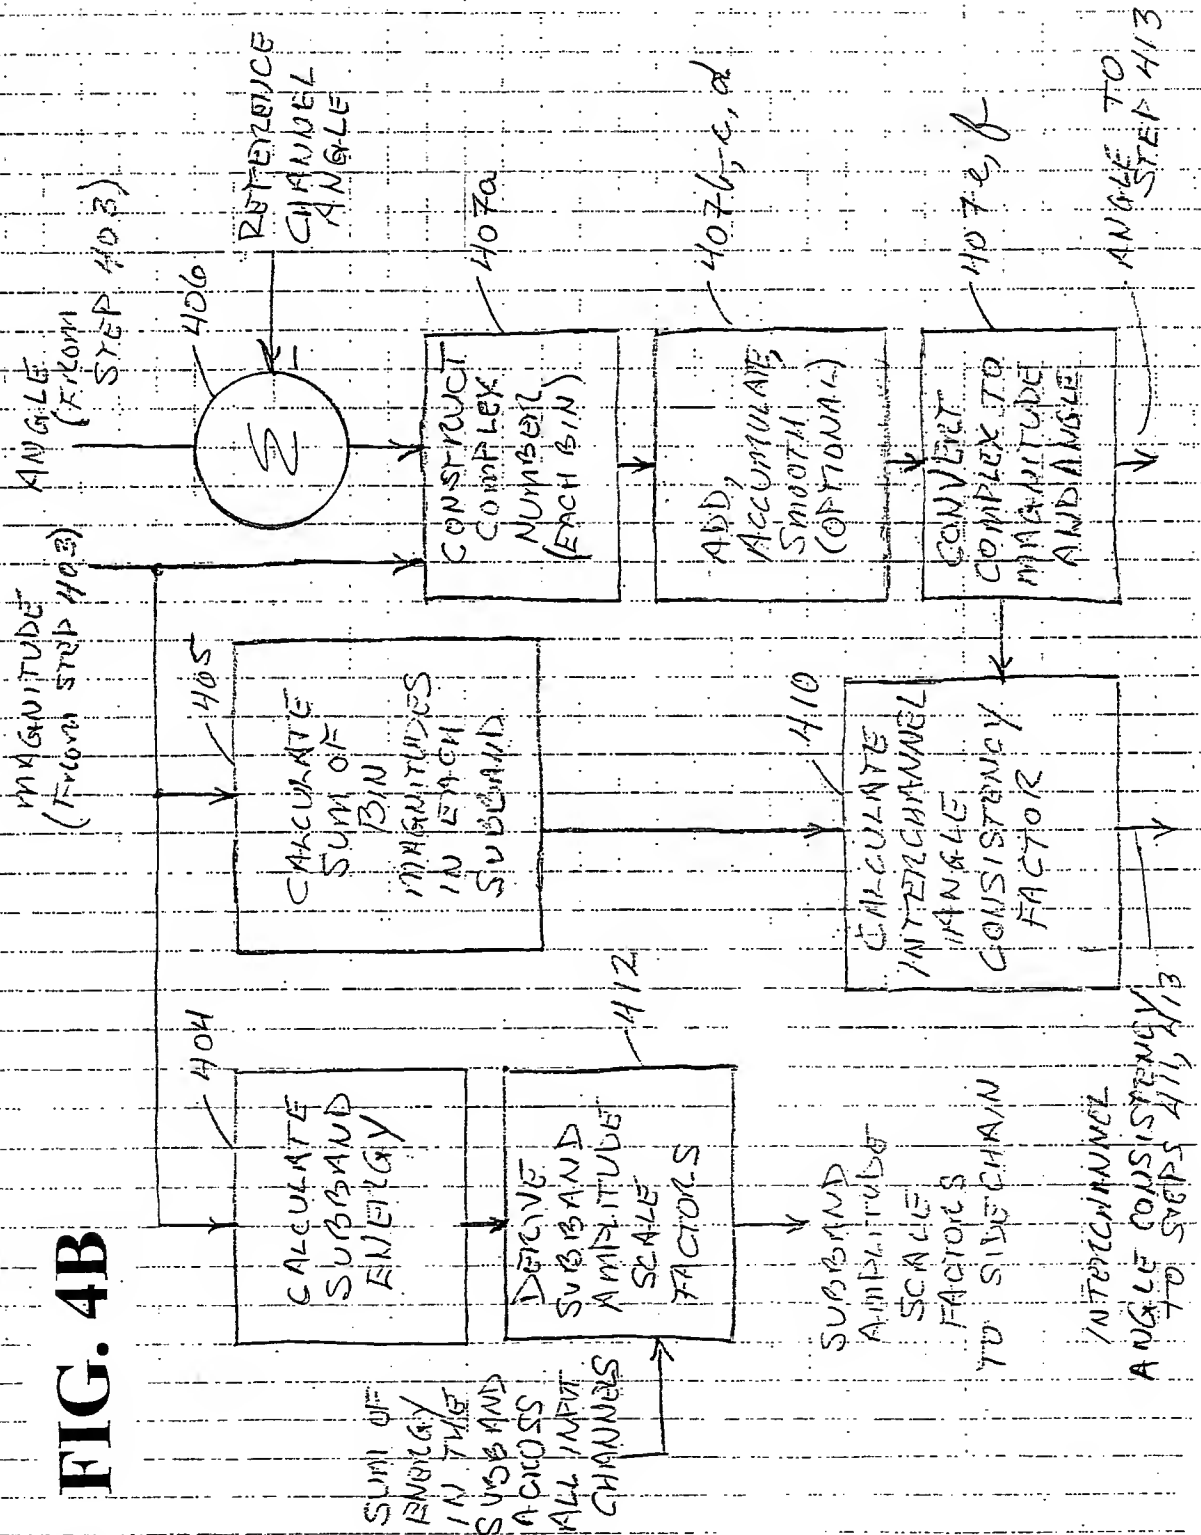 FIG. 4B
MAGNITUDE
(FROM STEP 403)
ANGLE
(FROM
STEP 403)
404
405
406
REFERENCE
CHANNEL
ANGLE
Σ
-
CALCULATE
SUBBAND
ENERGY
CALCULATE
SUM OF
BIN
MAGNITUDES
IN EACH
SUBBAND
CONSTRUCT
COMPLEX
NUMBER
(EACH BIN)
407a
SUM OF
ENERGY
IN THE
SUBBAND
ACROSS
ALL INPUT
CHANNELS
DERIVE
SUBBAND
AMPLITUDE
SCALE
FACTORS
412
ADD,
ACCUMULATE,
SMOOTH
(OPTIONAL)
407b, c, d
SUBBAND
AMPLITUDE
SCALE
FACTORS
TO SIDECHAIN
410
CALCULATE
INTERCHANNEL
ANGLE
CONSISTENCY
FACTOR
CONVERT
COMPLEX TO
MAGNITUDE
AND ANGLE
407e, f
INTERCHANNEL
ANGLE CONSISTENCY
TO STEPS 411, 413
ANGLE TO
STEP 413